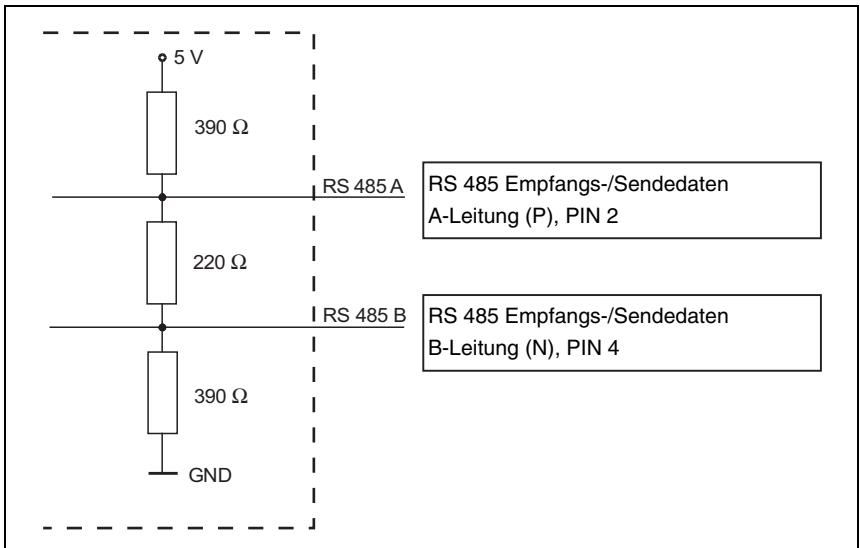 5 V
390 Ω
RS 485 A
RS 485 Empfangs-/Sendedaten
A-Leitung (P), PIN 2
220 Ω
RS 485 B
RS 485 Empfangs-/Sendedaten
B-Leitung (N), PIN 4
390 Ω
GND